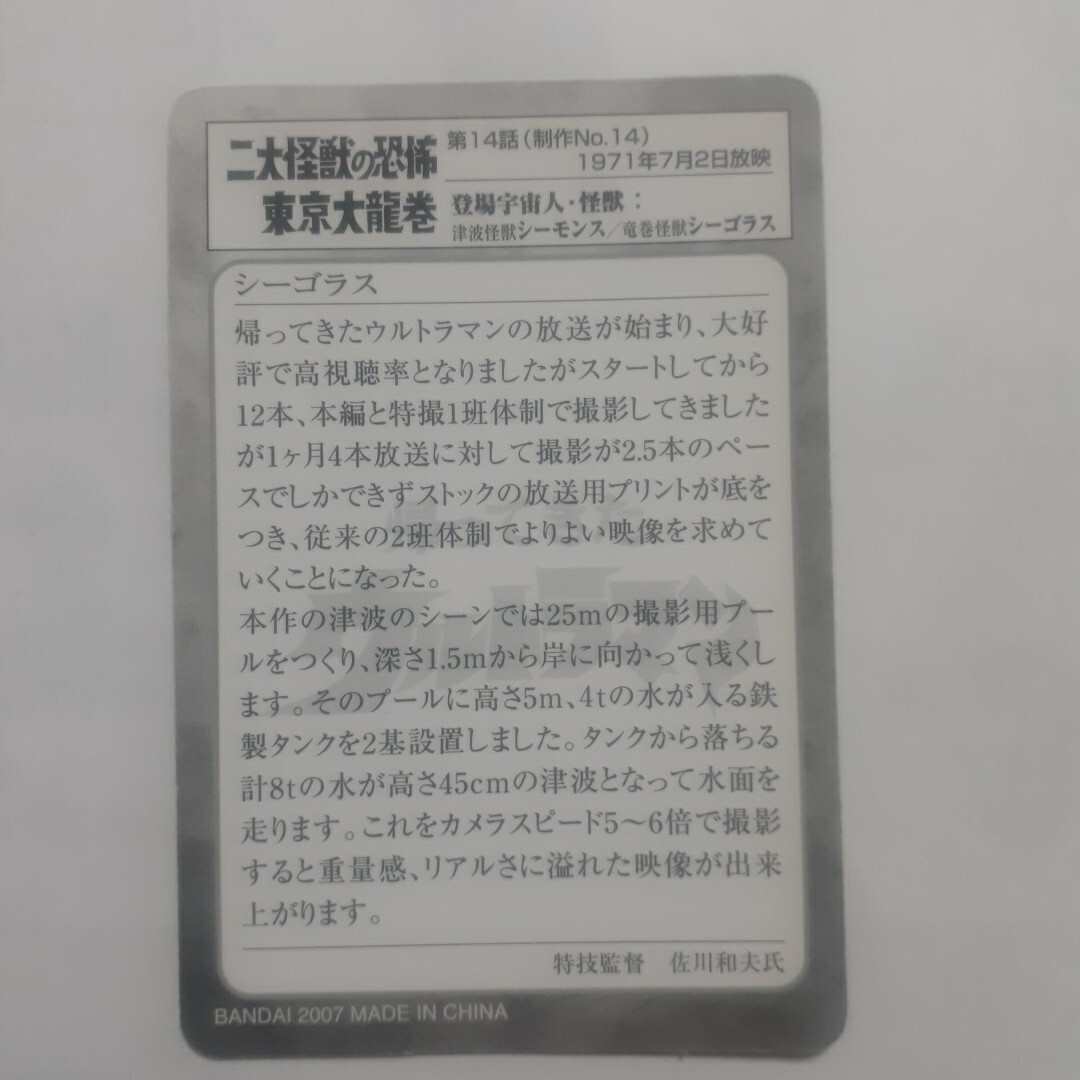 二大怪獣の恐怖
東京大龍巻
第14話(制作No.14)
1971年7月2日放映
登場宇宙人・怪獣：
津波怪獣シーモンス/竜巻怪獣シーゴラス
シーゴラス
帰ってきたウルトラマンの放送が始まり、大好
評で高視聴率となりましたがスタートしてから
12本、本編と特撮1班体制で撮影してきました
が1ヶ月4本放送に対して撮影が2.5本のペー
スでしかできずストックの放送用プリントが底を
つき、従来の2班体制でよりよい映像を求めて
いくことになった。
本作の津波のシーンでは25mの撮影用プー
ルをつくり、深さ1.5mから岸に向かって浅くし
ます。そのプールに高さ5m、4tの水が入る鉄
製タンクを2基設置しました。タンクから落ちる
計8tの水が高さ45cmの津波となって水面を
走ります。これをカメラスピード5～6倍で撮影
すると重量感、リアルさに溢れた映像が出来
上がります。
特技監督　佐川和夫氏
BANDAI 2007 MADE IN CHINA
帰ってきた
ウルトラマン